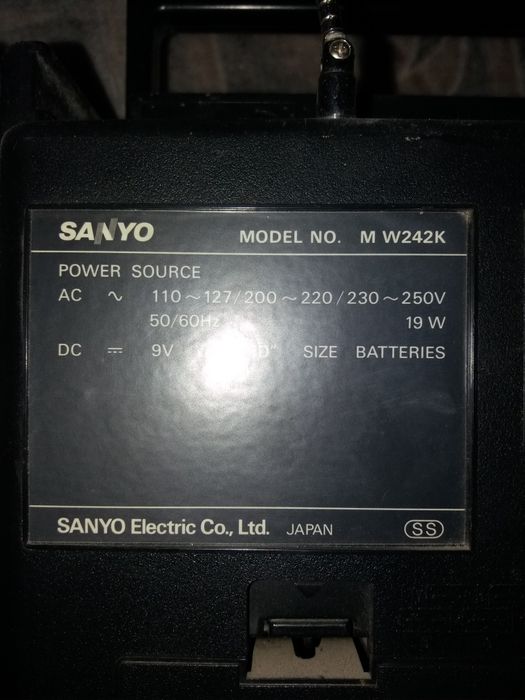 SANYO MODEL NO. M W242K
POWER SOURCE
AC ∿ 110～127/200～220/230～250V
50/60Hz 19 W
DC ⎓ 9V D" SIZE BATTERIES
SANYO Electric Co., Ltd. JAPAN SS